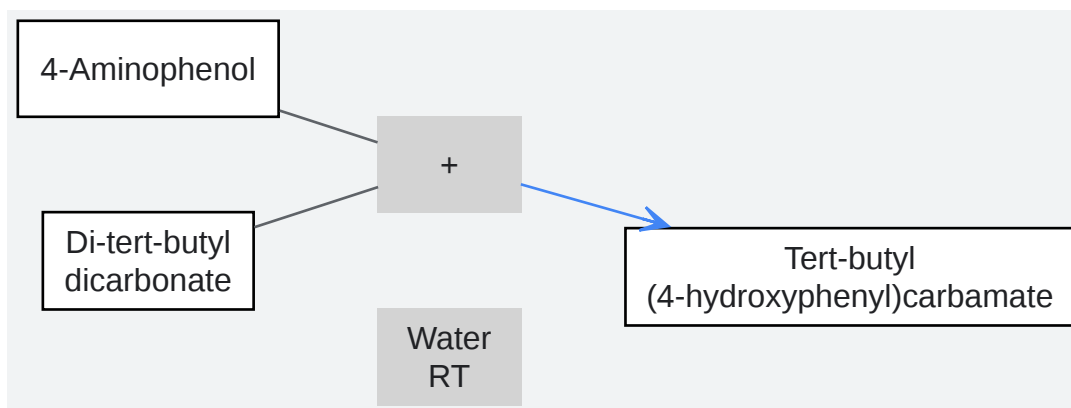 4-Aminophenol
+
Di-tert-butyl
dicarbonate
Tert-butyl
(4-hydroxyphenyl)carbamate
Water
RT